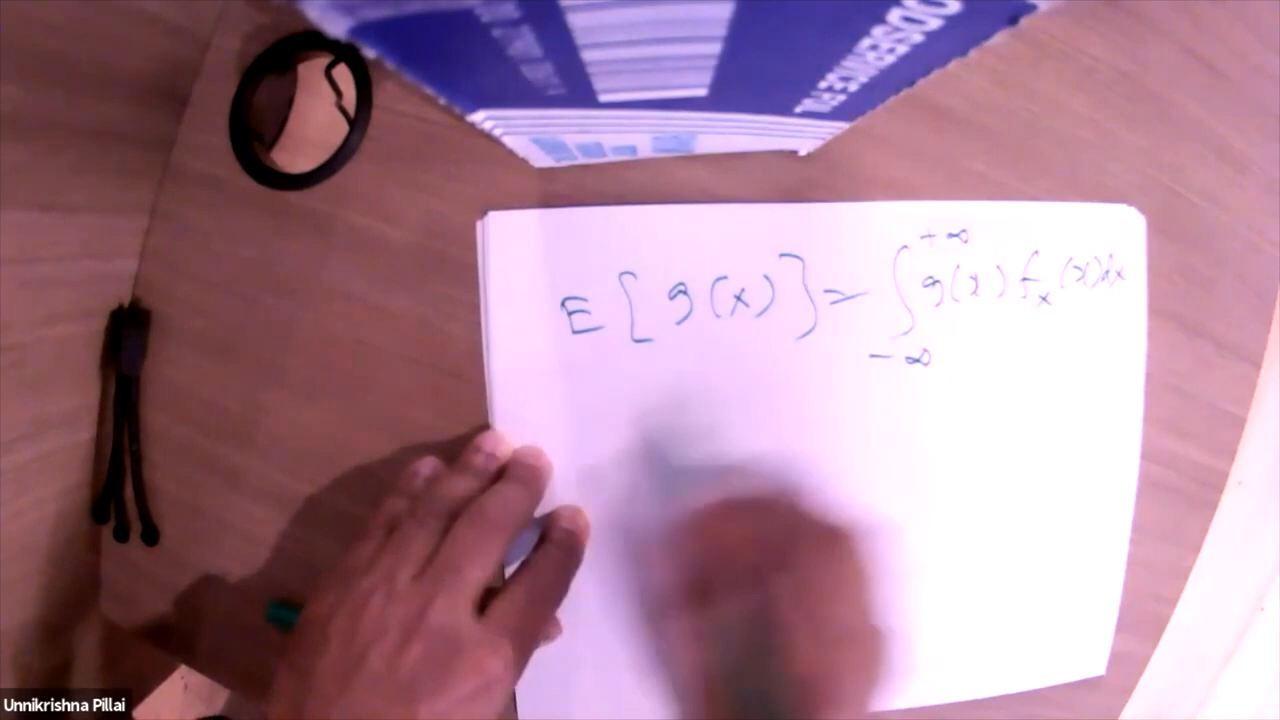 E{g(x)} = ∫_{-∞}^{+∞} g(x) f_x(x)dx
Unnikrishna Pillai